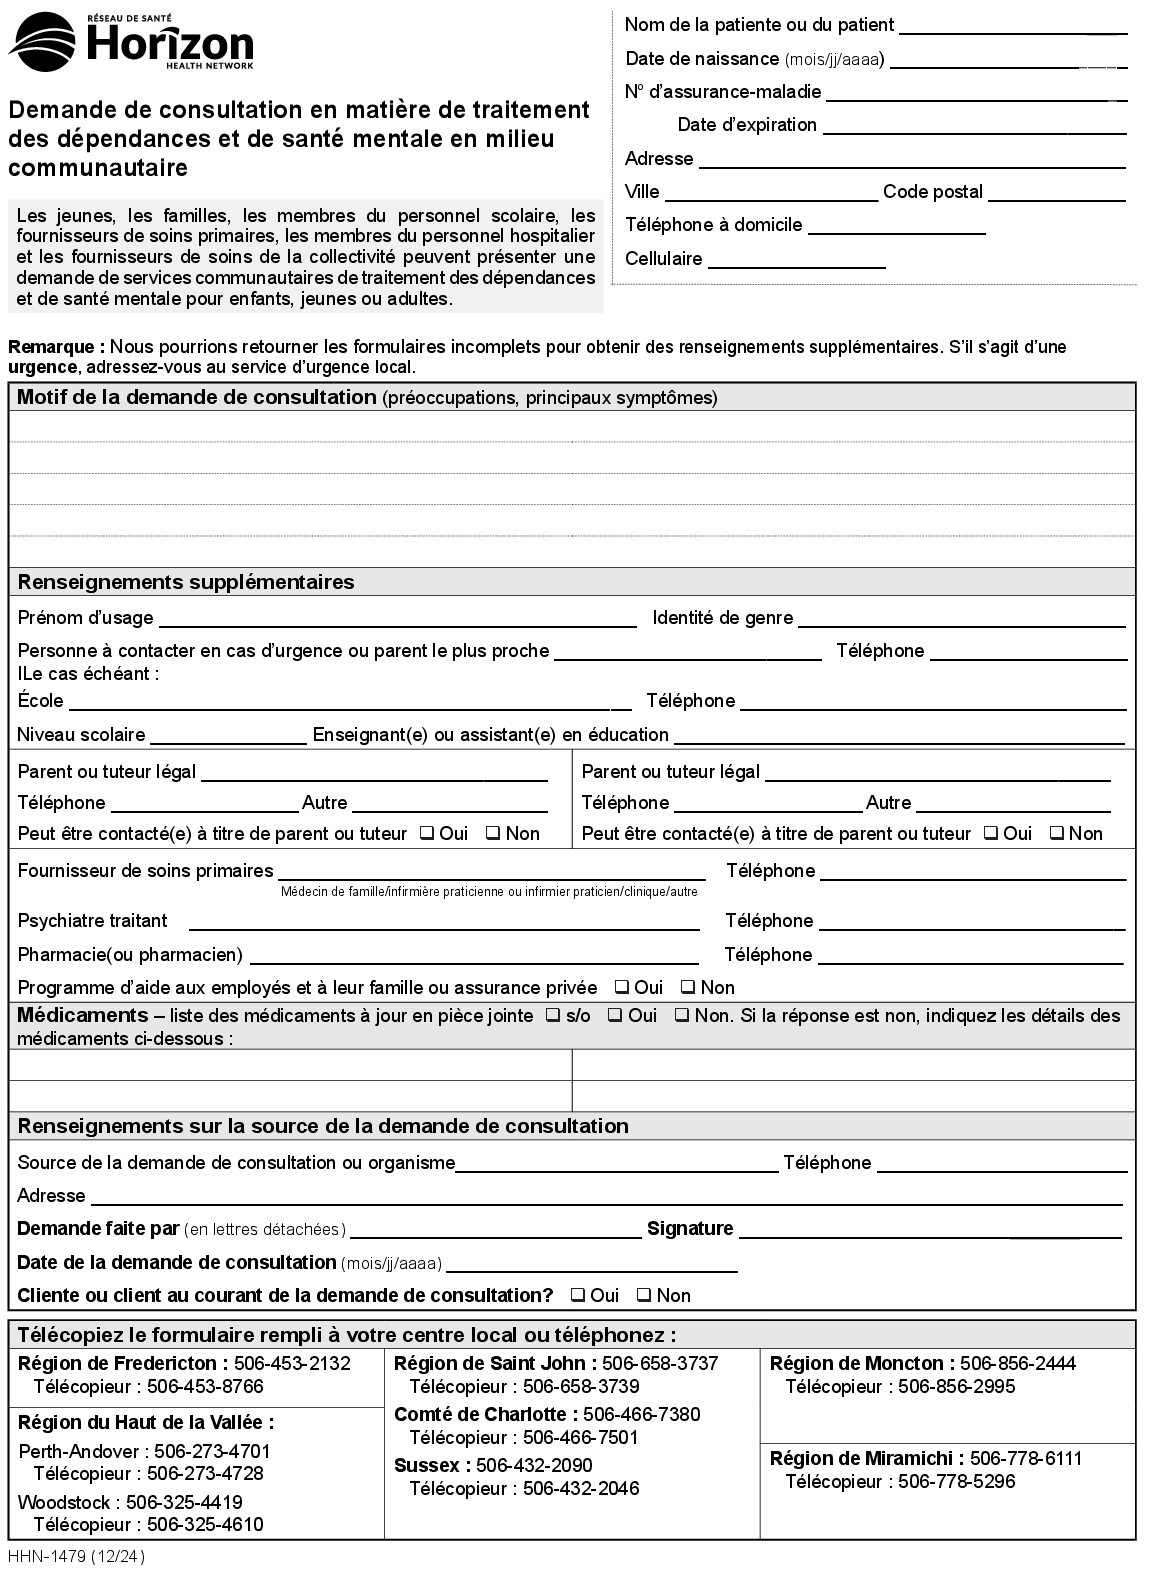 RÉSEAU DE SANTÉ
Horizon
HEALTH NETWORK
Demande de consultation en matière de traitement
des dépendances et de santé mentale en milieu
communautaire
Les jeunes, les familles, les membres du personnel scolaire, les
fournisseurs de soins primaires, les membres du personnel hospitalier
et les fournisseurs de soins de la collectivité peuvent présenter une
demande de services communautaires de traitement des dépendances
et de santé mentale pour enfants, jeunes ou adultes.
Nom de la patiente ou du patient
Date de naissance (mois/jj/aaaa)
N° d'assurance-maladie
Date d'expiration
Adresse
Ville Code postal
Téléphone à domicile
Cellulaire
Remarque : Nous pourrions retourner les formulaires incomplets pour obtenir des renseignements supplémentaires. S'il s'agit d'une
urgence, adressez-vous au service d'urgence local.
Motif de la demande de consultation (préoccupations, principaux symptômes)
Renseignements supplémentaires
Prénom d'usage Identité de genre
Personne à contacter en cas d'urgence ou parent le plus proche Téléphone
ILe cas échéant :
École Téléphone
Niveau scolaire Enseignant(e) ou assistant(e) en éducation
Parent ou tuteur légal Parent ou tuteur légal
Téléphone Autre Téléphone Autre
Peut être contacté(e) à titre de parent ou tuteur ❏ Oui ❏ Non Peut être contacté(e) à titre de parent ou tuteur ❏ Oui ❏ Non
Fournisseur de soins primaires Téléphone
Médecin de famille/infirmière praticienne ou infirmier praticien/clinique/autre
Psychiatre traitant Téléphone
Pharmacie(ou pharmacien) Téléphone
Programme d'aide aux employés et à leur famille ou assurance privée ❏ Oui ❏ Non
Médicaments – liste des médicaments à jour en pièce jointe ❏ s/o ❏ Oui ❏ Non. Si la réponse est non, indiquez les détails des
médicaments ci-dessous :
Renseignements sur la source de la demande de consultation
Source de la demande de consultation ou organisme Téléphone
Adresse
Demande faite par (en lettres détachées) Signature
Date de la demande de consultation (mois/jj/aaaa)
Cliente ou client au courant de la demande de consultation? ❏ Oui ❏ Non
Télécopiez le formulaire rempli à votre centre local ou téléphonez :
Région de Fredericton : 506-453-2132
Télécopieur : 506-453-8766
Région du Haut de la Vallée :
Perth-Andover : 506-273-4701
Télécopieur : 506-273-4728
Woodstock : 506-325-4419
Télécopieur : 506-325-4610
Région de Saint John : 506-658-3737
Télécopieur : 506-658-3739
Comté de Charlotte : 506-466-7380
Télécopieur : 506-466-7501
Sussex : 506-432-2090
Télécopieur : 506-432-2046
Région de Moncton : 506-856-2444
Télécopieur : 506-856-2995
Région de Miramichi : 506-778-6111
Télécopieur : 506-778-5296
HHN-1479 (12/24)